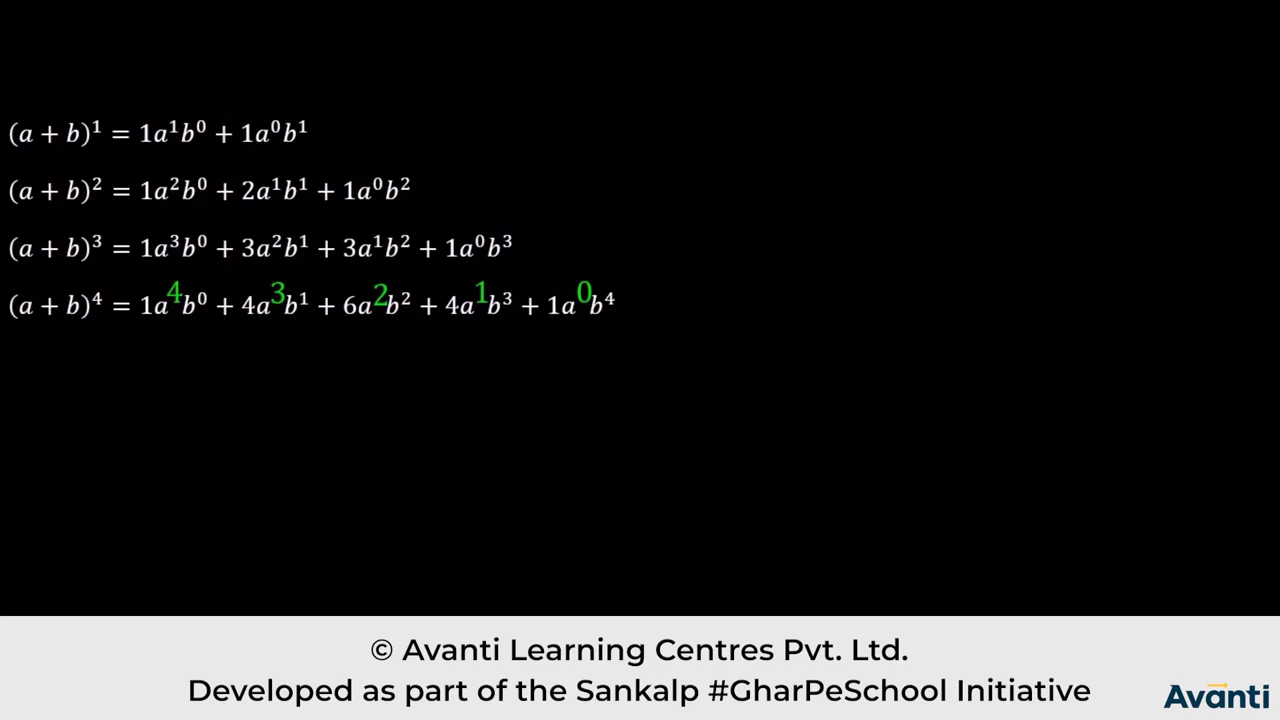 (a + b)¹ = 1a¹b⁰ + 1a⁰b¹
(a + b)² = 1a²b⁰ + 2a¹b¹ + 1a⁰b²
(a + b)³ = 1a³b⁰ + 3a²b¹ + 3a¹b² + 1a⁰b³
(a + b)⁴ = 1a⁴b⁰ + 4a³b¹ + 6a²b² + 4a¹b³ + 1a⁰b⁴
© Avanti Learning Centres Pvt. Ltd.
Developed as part of the Sankalp #GharPeSchool Initiative
Avanti